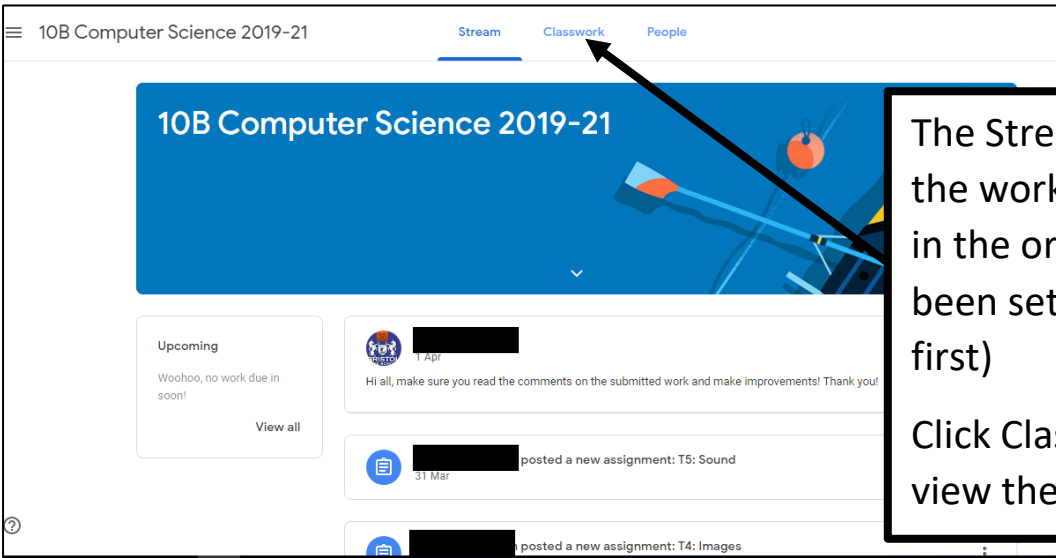 10B Computer Science 2019-21
Stream Classwork People
10B Computer Science 2019-21
Upcoming
Woohoo, no work due in
soon!
View all
1 Apr
Hi all, make sure you read the comments on the submitted work and make improvements! Thank you!
posted a new assignment: T5: Sound
31 Mar
posted a new assignment: T4: Images
The Stre
the work
in the or
been set
first)
Click Clas
view the